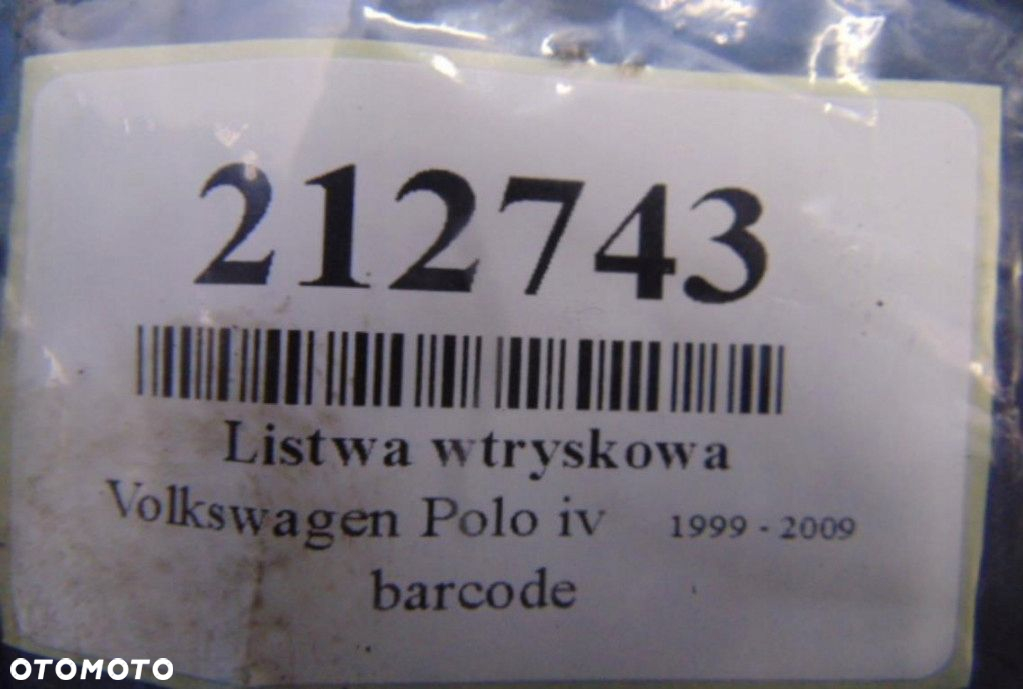 212743
Listwa wtryskowa
Volkswagen Polo iv 1999 - 2009
barcode
OTOMOTO